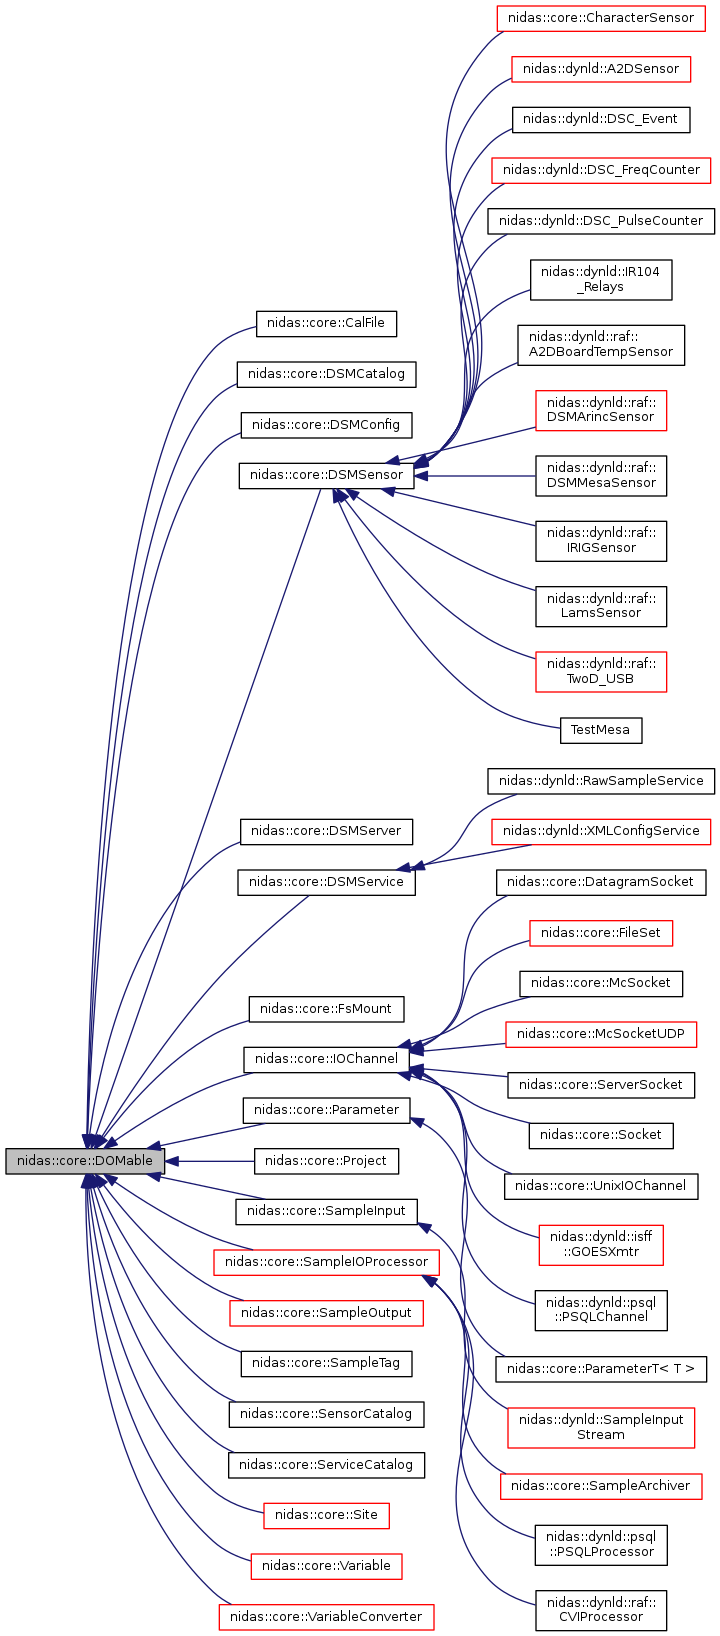 nidas::core::DOMable
nidas::core::CalFile
nidas::core::DSMCatalog
nidas::core::DSMConfig
nidas::core::DSMSensor
nidas::core::DSMServer
nidas::core::DSMService
nidas::core::FsMount
nidas::core::IOChannel
nidas::core::Parameter
nidas::core::Project
nidas::core::SampleInput
nidas::core::SampleIOProcessor
nidas::core::SampleOutput
nidas::core::SampleTag
nidas::core::SensorCatalog
nidas::core::ServiceCatalog
nidas::core::Site
nidas::core::Variable
nidas::core::VariableConverter
nidas::core::CharacterSensor
nidas::dynld::A2DSensor
nidas::dynld::DSC_Event
nidas::dynld::DSC_FreqCounter
nidas::dynld::DSC_PulseCounter
nidas::dynld::IR104
_Relays
nidas::dynld::raf::
A2DBoardTempSensor
nidas::dynld::raf::
DSMArincSensor
nidas::dynld::raf::
DSMMesaSensor
nidas::dynld::raf::
IRIGSensor
nidas::dynld::raf::
LamsSensor
nidas::dynld::raf::
TwoD_USB
TestMesa
nidas::dynld::RawSampleService
nidas::dynld::XMLConfigService
nidas::core::DatagramSocket
nidas::core::FileSet
nidas::core::McSocket
nidas::core::McSocketUDP
nidas::core::ServerSocket
nidas::core::Socket
nidas::core::UnixIOChannel
nidas::dynld::isff
::GOESXmtr
nidas::dynld::psql
::PSQLChannel
nidas::core::ParameterT< T >
nidas::dynld::SampleInput
Stream
nidas::core::SampleArchiver
nidas::dynld::psql
::PSQLProcessor
nidas::dynld::raf::
CVIProcessor